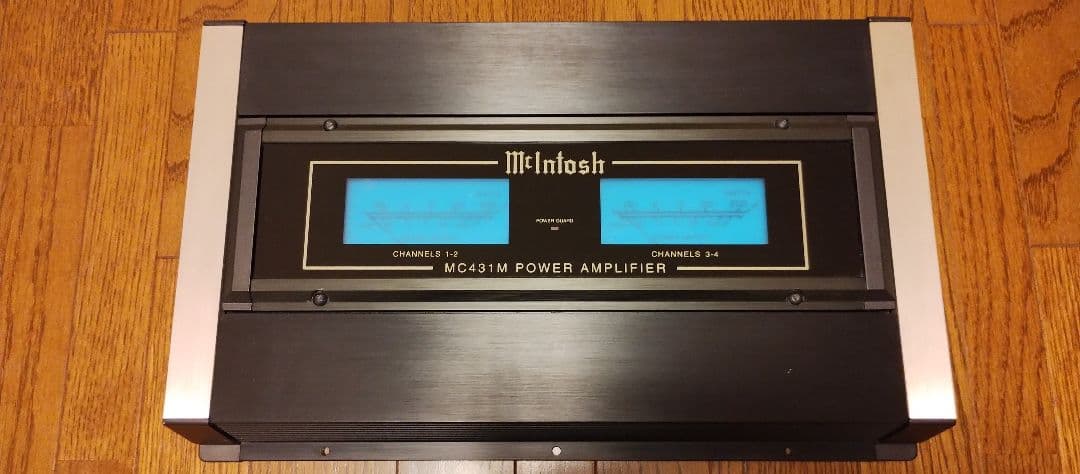 McIntosh
POWER GUARD
CHANNELS 1-2
CHANNELS 3-4
MC431M POWER AMPLIFIER